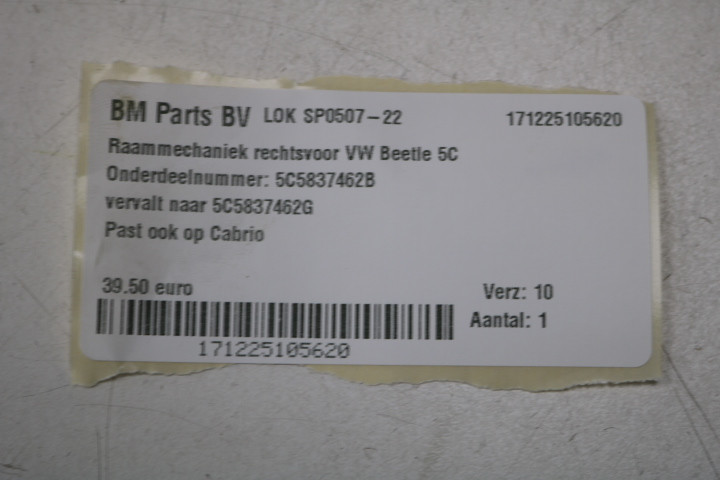 BM Parts BV LOK SP0507-22 171225105620
Raammechaniek rechtsvoor VW Beetle 5C
Onderdeelnummer: 5C5837462B
vervalt naar 5C5837462G
Past ook op Cabrio
39.50 euro Verz: 10
Aantal: 1
171225105620